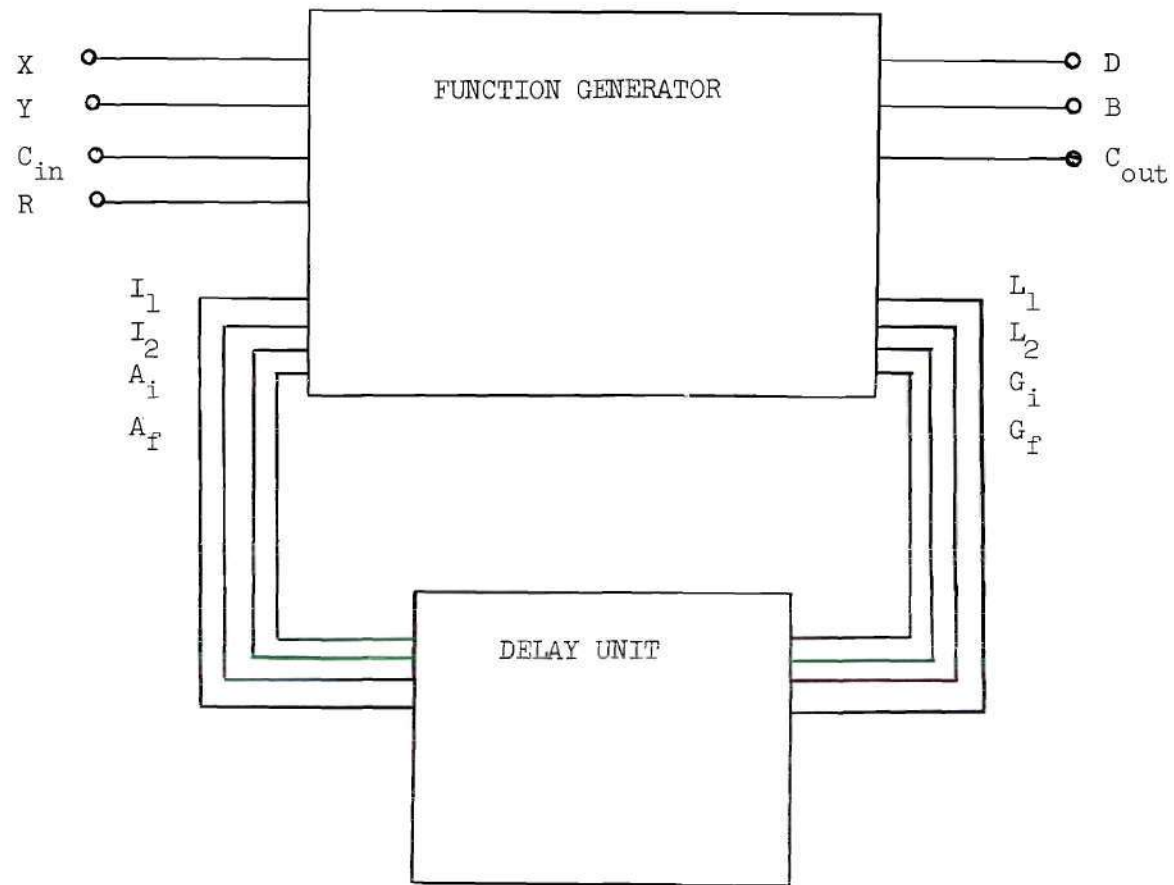 FUNCTION GENERATOR
X
Y
C_in
R
D
B
C_out
I_1
I_2
A_i
A_f
L_1
L_2
G_i
G_f
DELAY UNIT